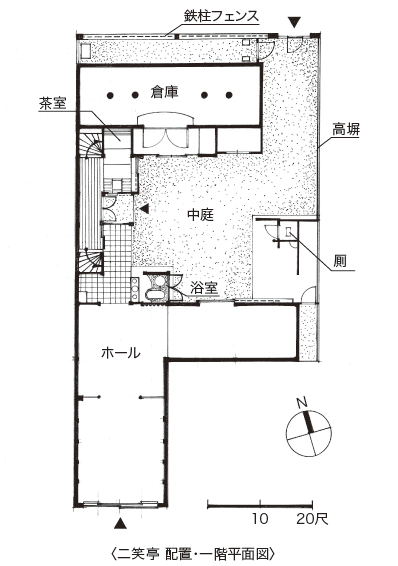 鉄柱フェンス
倉庫
茶室
高塀
中庭
厠
浴室
ホール
N
10 20尺
〈二笑亭 配置・一階平面図〉